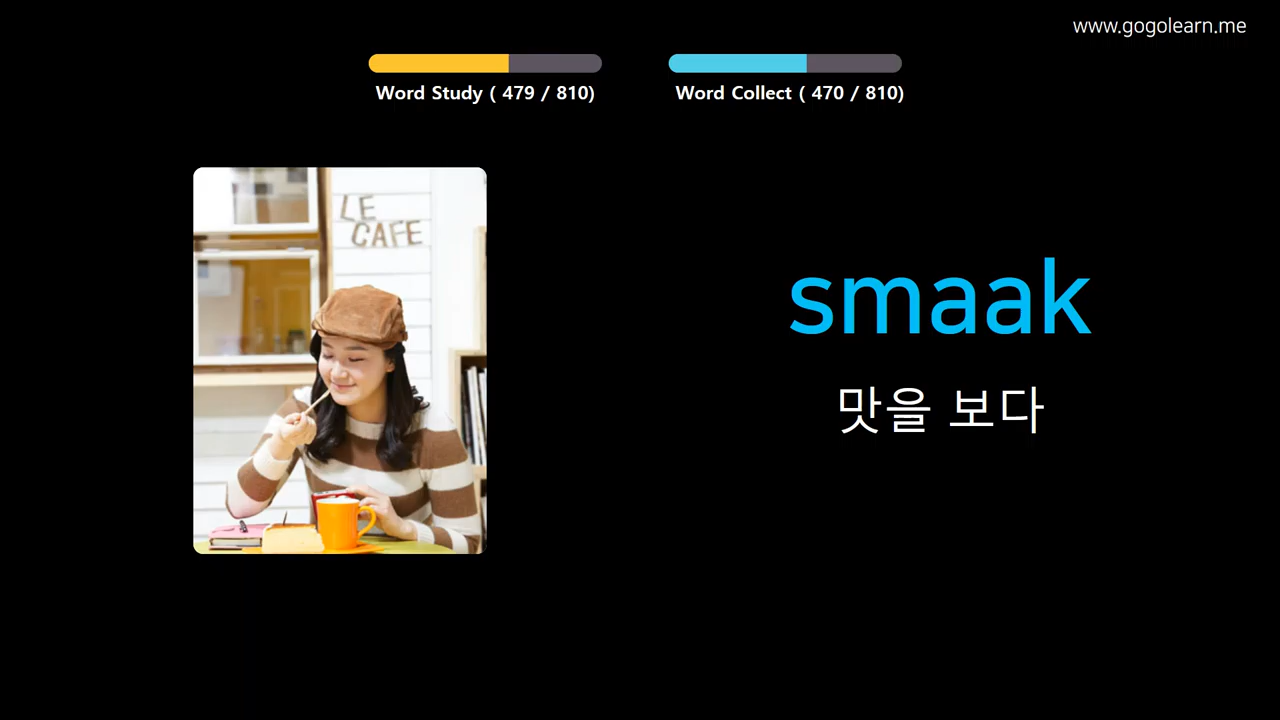 www.gogolearn.me
Word Study ( 479 / 810)
Word Collect ( 470 / 810)
LE
CAFE
smaak
맛을 보다